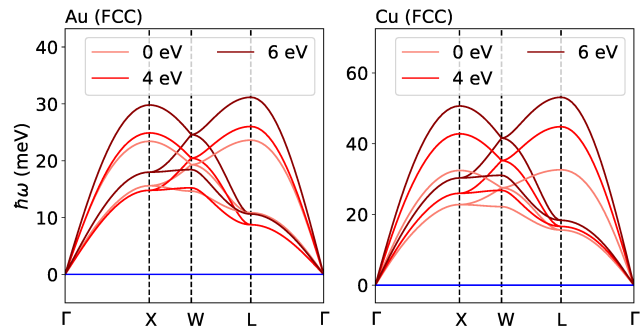 Au (FCC)
0 eV
4 eV
6 eV
ħω (meV)
40
30
20
10
0
Γ
X
W
L
Γ
Cu (FCC)
0 eV
4 eV
6 eV
60
40
20
0
Γ
X
W
L
Γ